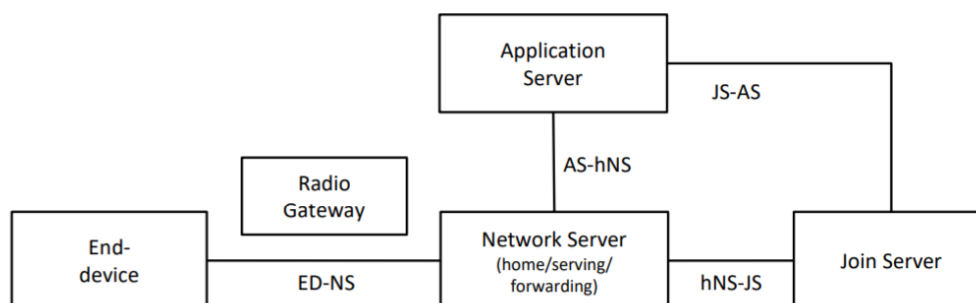 Application
Server
JS-AS
AS-hNS
Radio
Gateway
End-
device
ED-NS
Network Server
(home/serving/
forwarding)
hNS-JS
Join Server